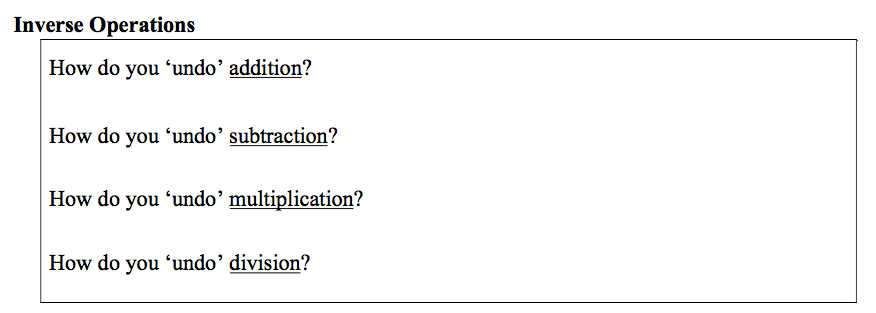 Inverse Operations
How do you ‘undo’ addition?
How do you ‘undo’ subtraction?
How do you ‘undo’ multiplication?
How do you ‘undo’ division?